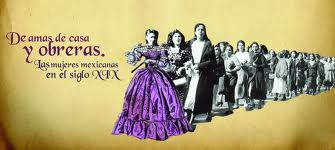 De amas de casa
y obreras.
Las mujeres mexicanas
en el siglo XIX